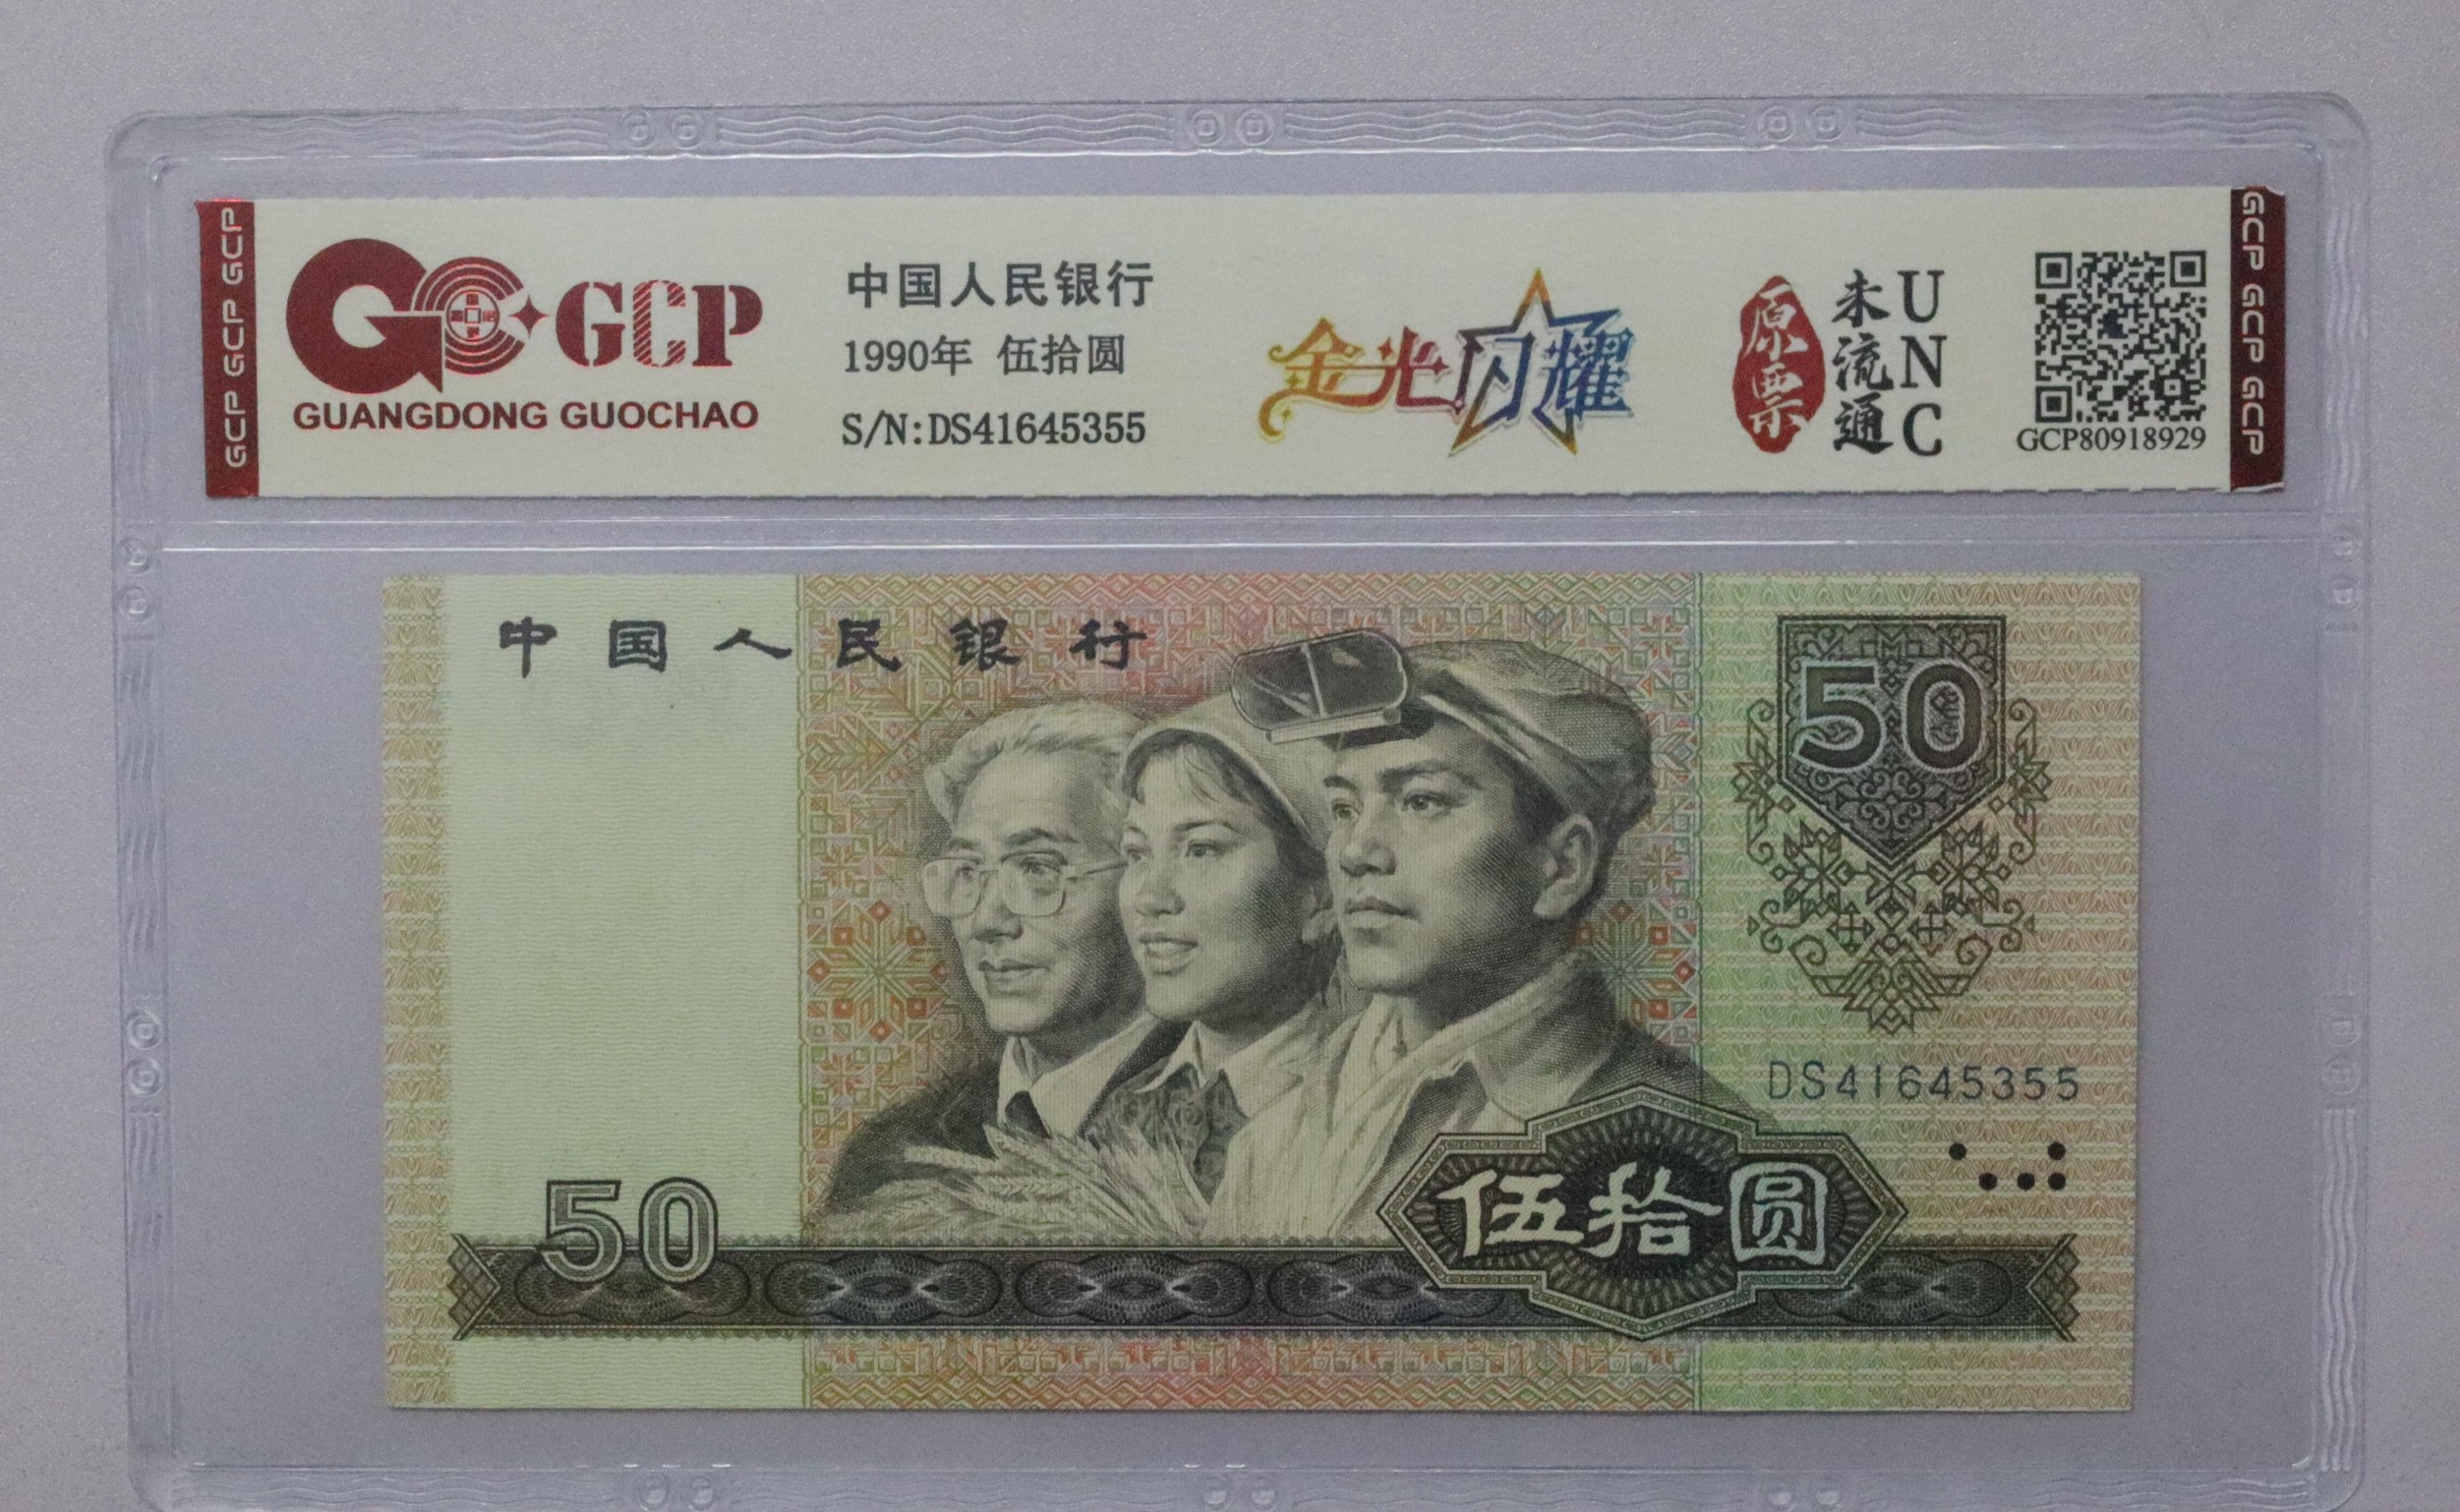 GCP GCP GCP
GCP
GUANGDONG GUOCHAO
中国人民银行
1990年 伍拾圆
S/N:DS41645355
金光闪耀
原票
未流通
UNC
GCP80918929
GCP GCP GCP
中国人民银行
50
DS41645355
50
伍拾圆